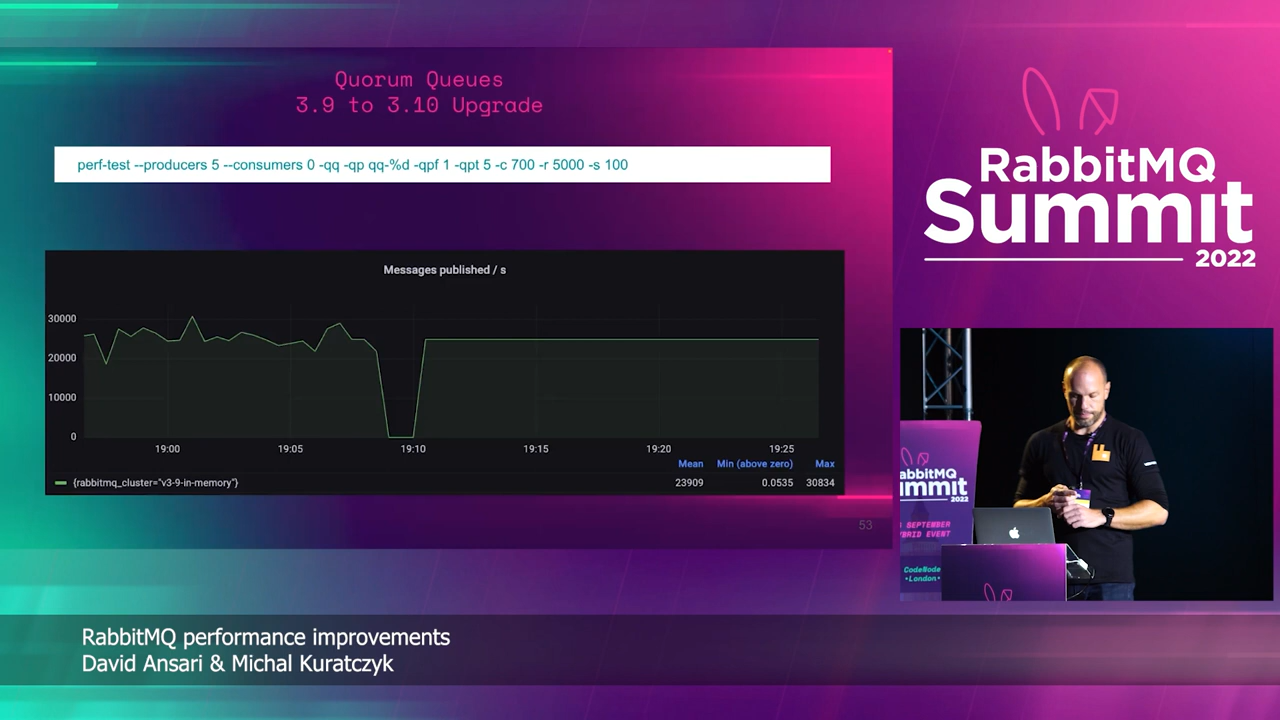 Quorum Queues
3.9 to 3.10 Upgrade
perf-test --producers 5 --consumers 0 -qq -qp qq-%d -qpf 1 -qpt 5 -c 700 -r 5000 -s 100
Messages published / s
30000
20000
10000
0
19:00 19:05 19:10 19:15 19:20 19:25
Mean Min (above zero) Max
{rabbitmq_cluster="v3-9-in-memory"} 23909 0.0535 30834
53
RabbitMQ
Summit
2022
abbitMQ
mmit
2022
SEPTEMBER
BRID EVENT
CodeNode
•London•
RabbitMQ performance improvements
David Ansari & Michal Kuratczyk